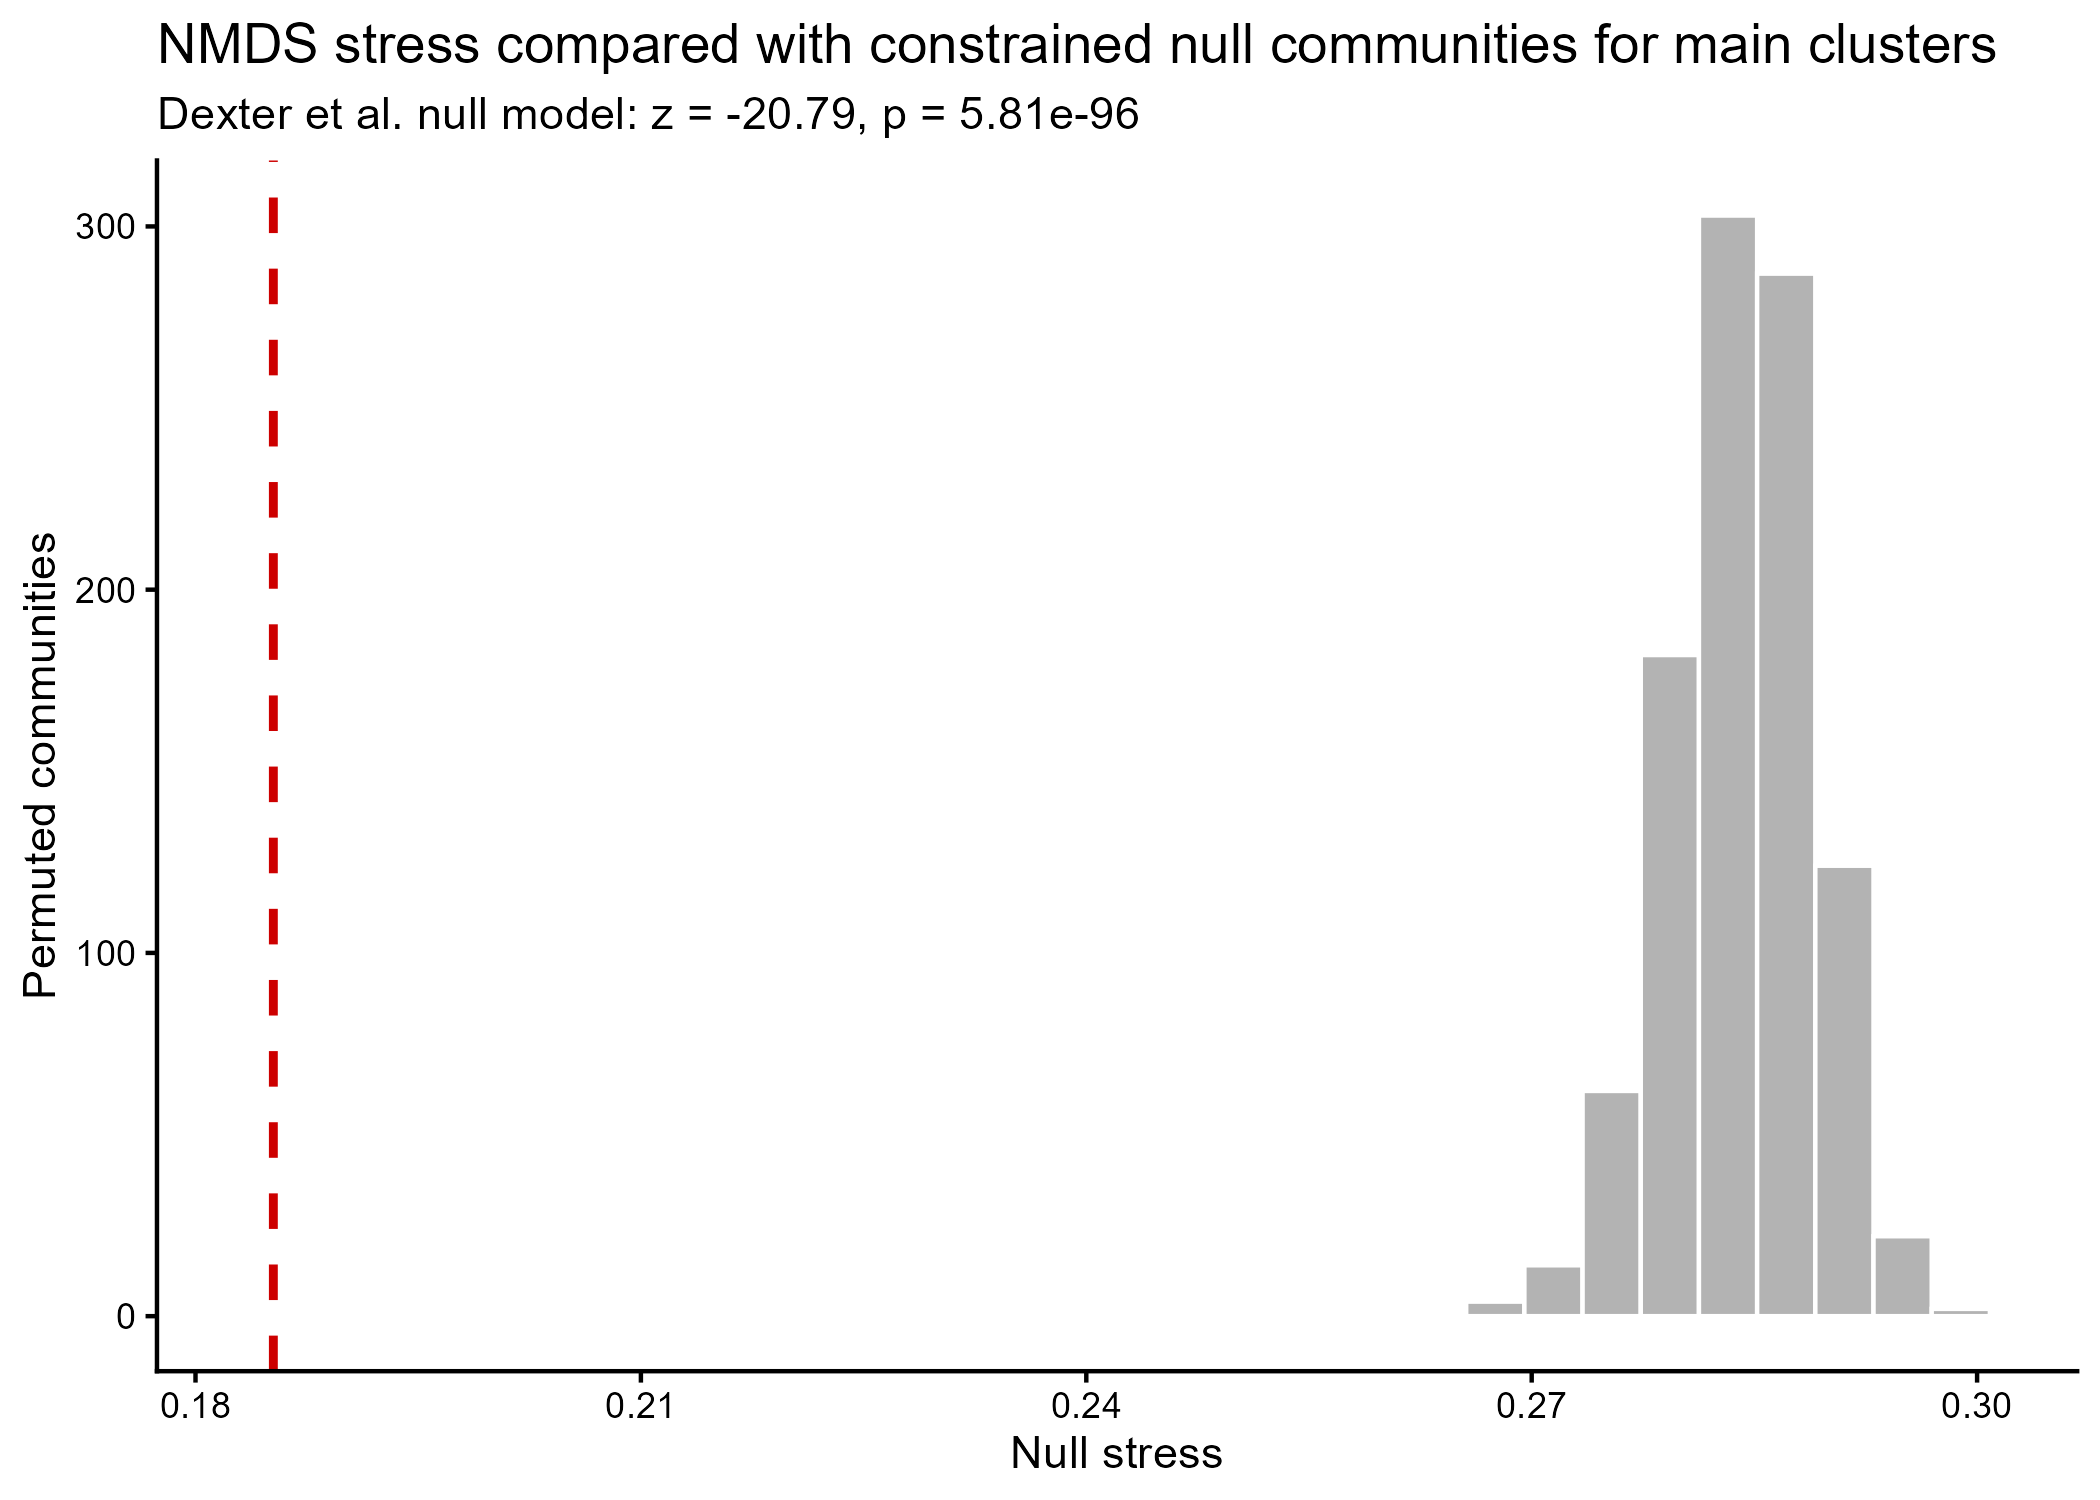 NMDS stress compared with constrained null communities for main clusters
Dexter et al. null model: z = -20.79, p = 5.81e-96
Permuted communities
300
200
100
0
0.18 0.21 0.24 0.27 0.30
Null stress